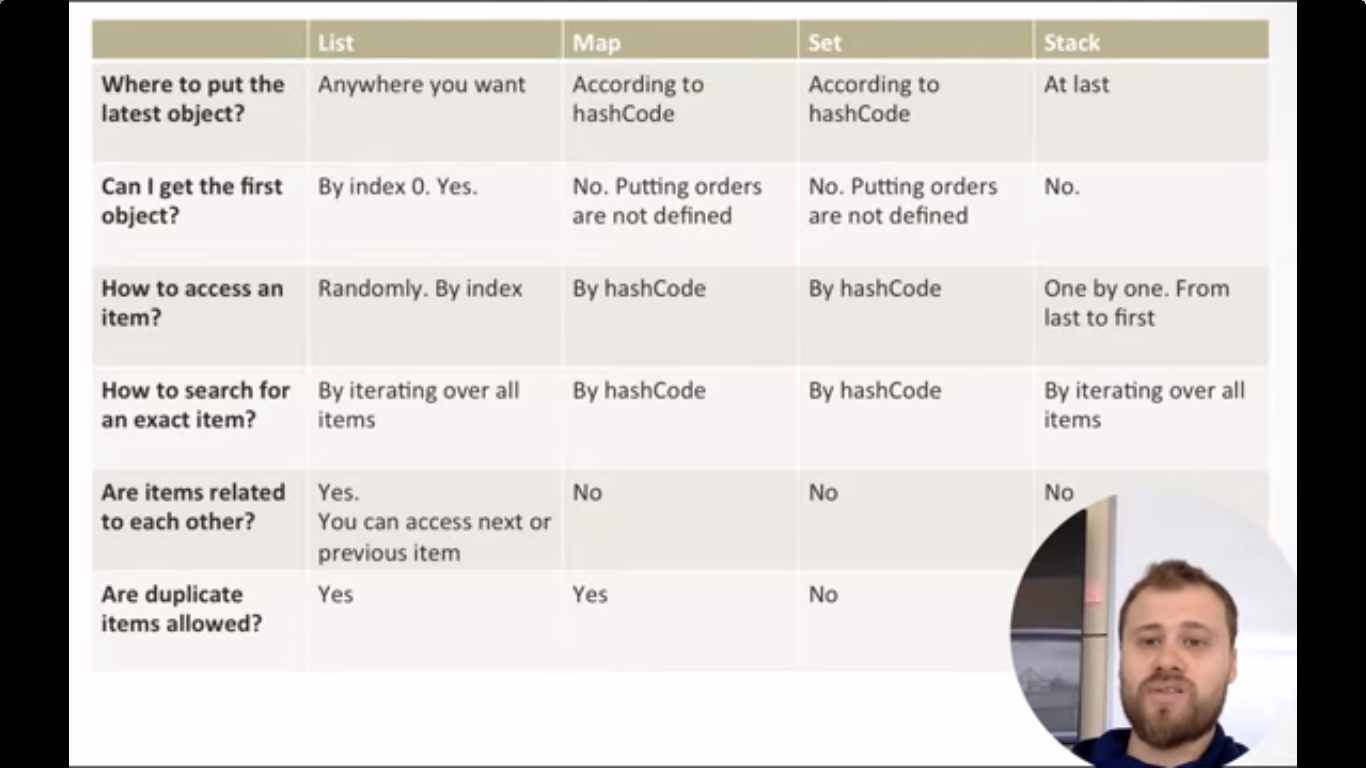 List Map Set Stack
Where to put the Anywhere you want According to According to At last
latest object? hashCode hashCode
Can I get the first By index 0. Yes. No. Putting orders No. Putting orders No.
object? are not defined are not defined
How to access an Randomly. By index By hashCode By hashCode One by one. From
item? last to first
How to search for By iterating over all By hashCode By hashCode By iterating over all
an exact item? items items
Are items related Yes. No No No
to each other? You can access next or
previous item
Are duplicate Yes Yes No
items allowed?